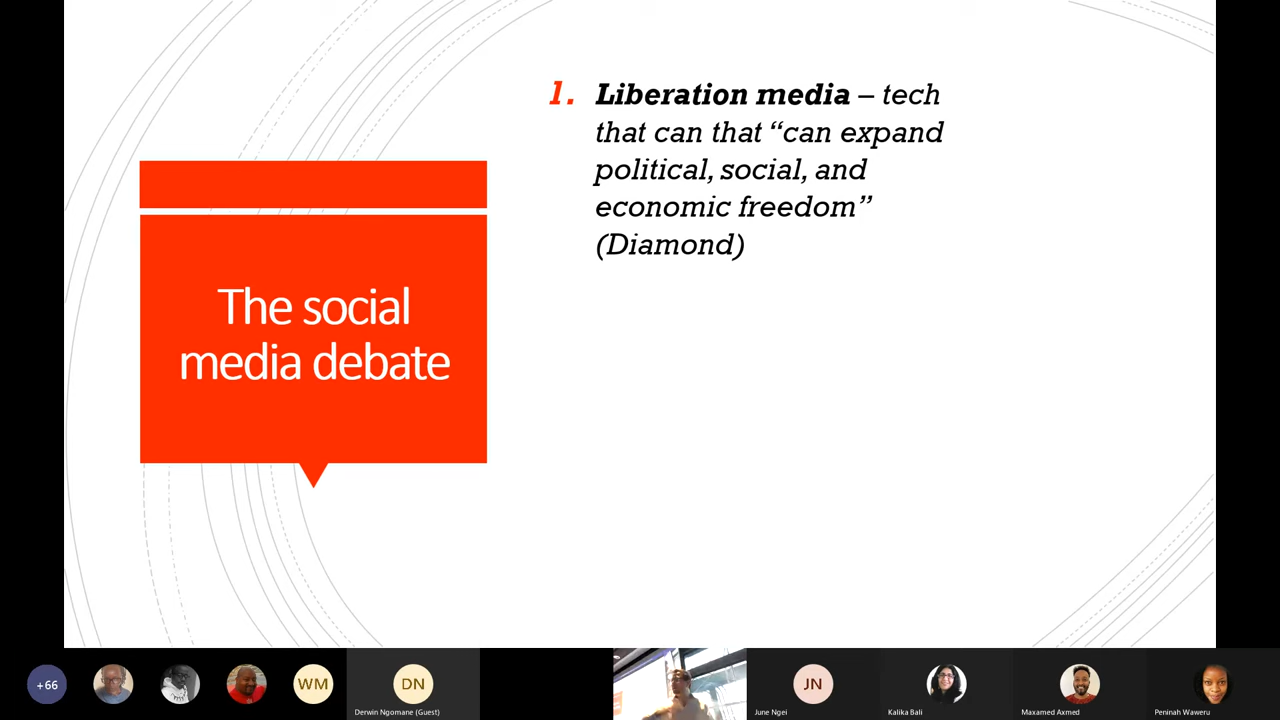 1. Liberation media – tech
that can that “can expand
political, social, and
economic freedom”
(Diamond)
The social
media debate
+66
WM
DN
Derwin Ngomane (Guest)
JN
June Ngei
Kalika Bali
Maxamed Axmed
Peninah Waweru